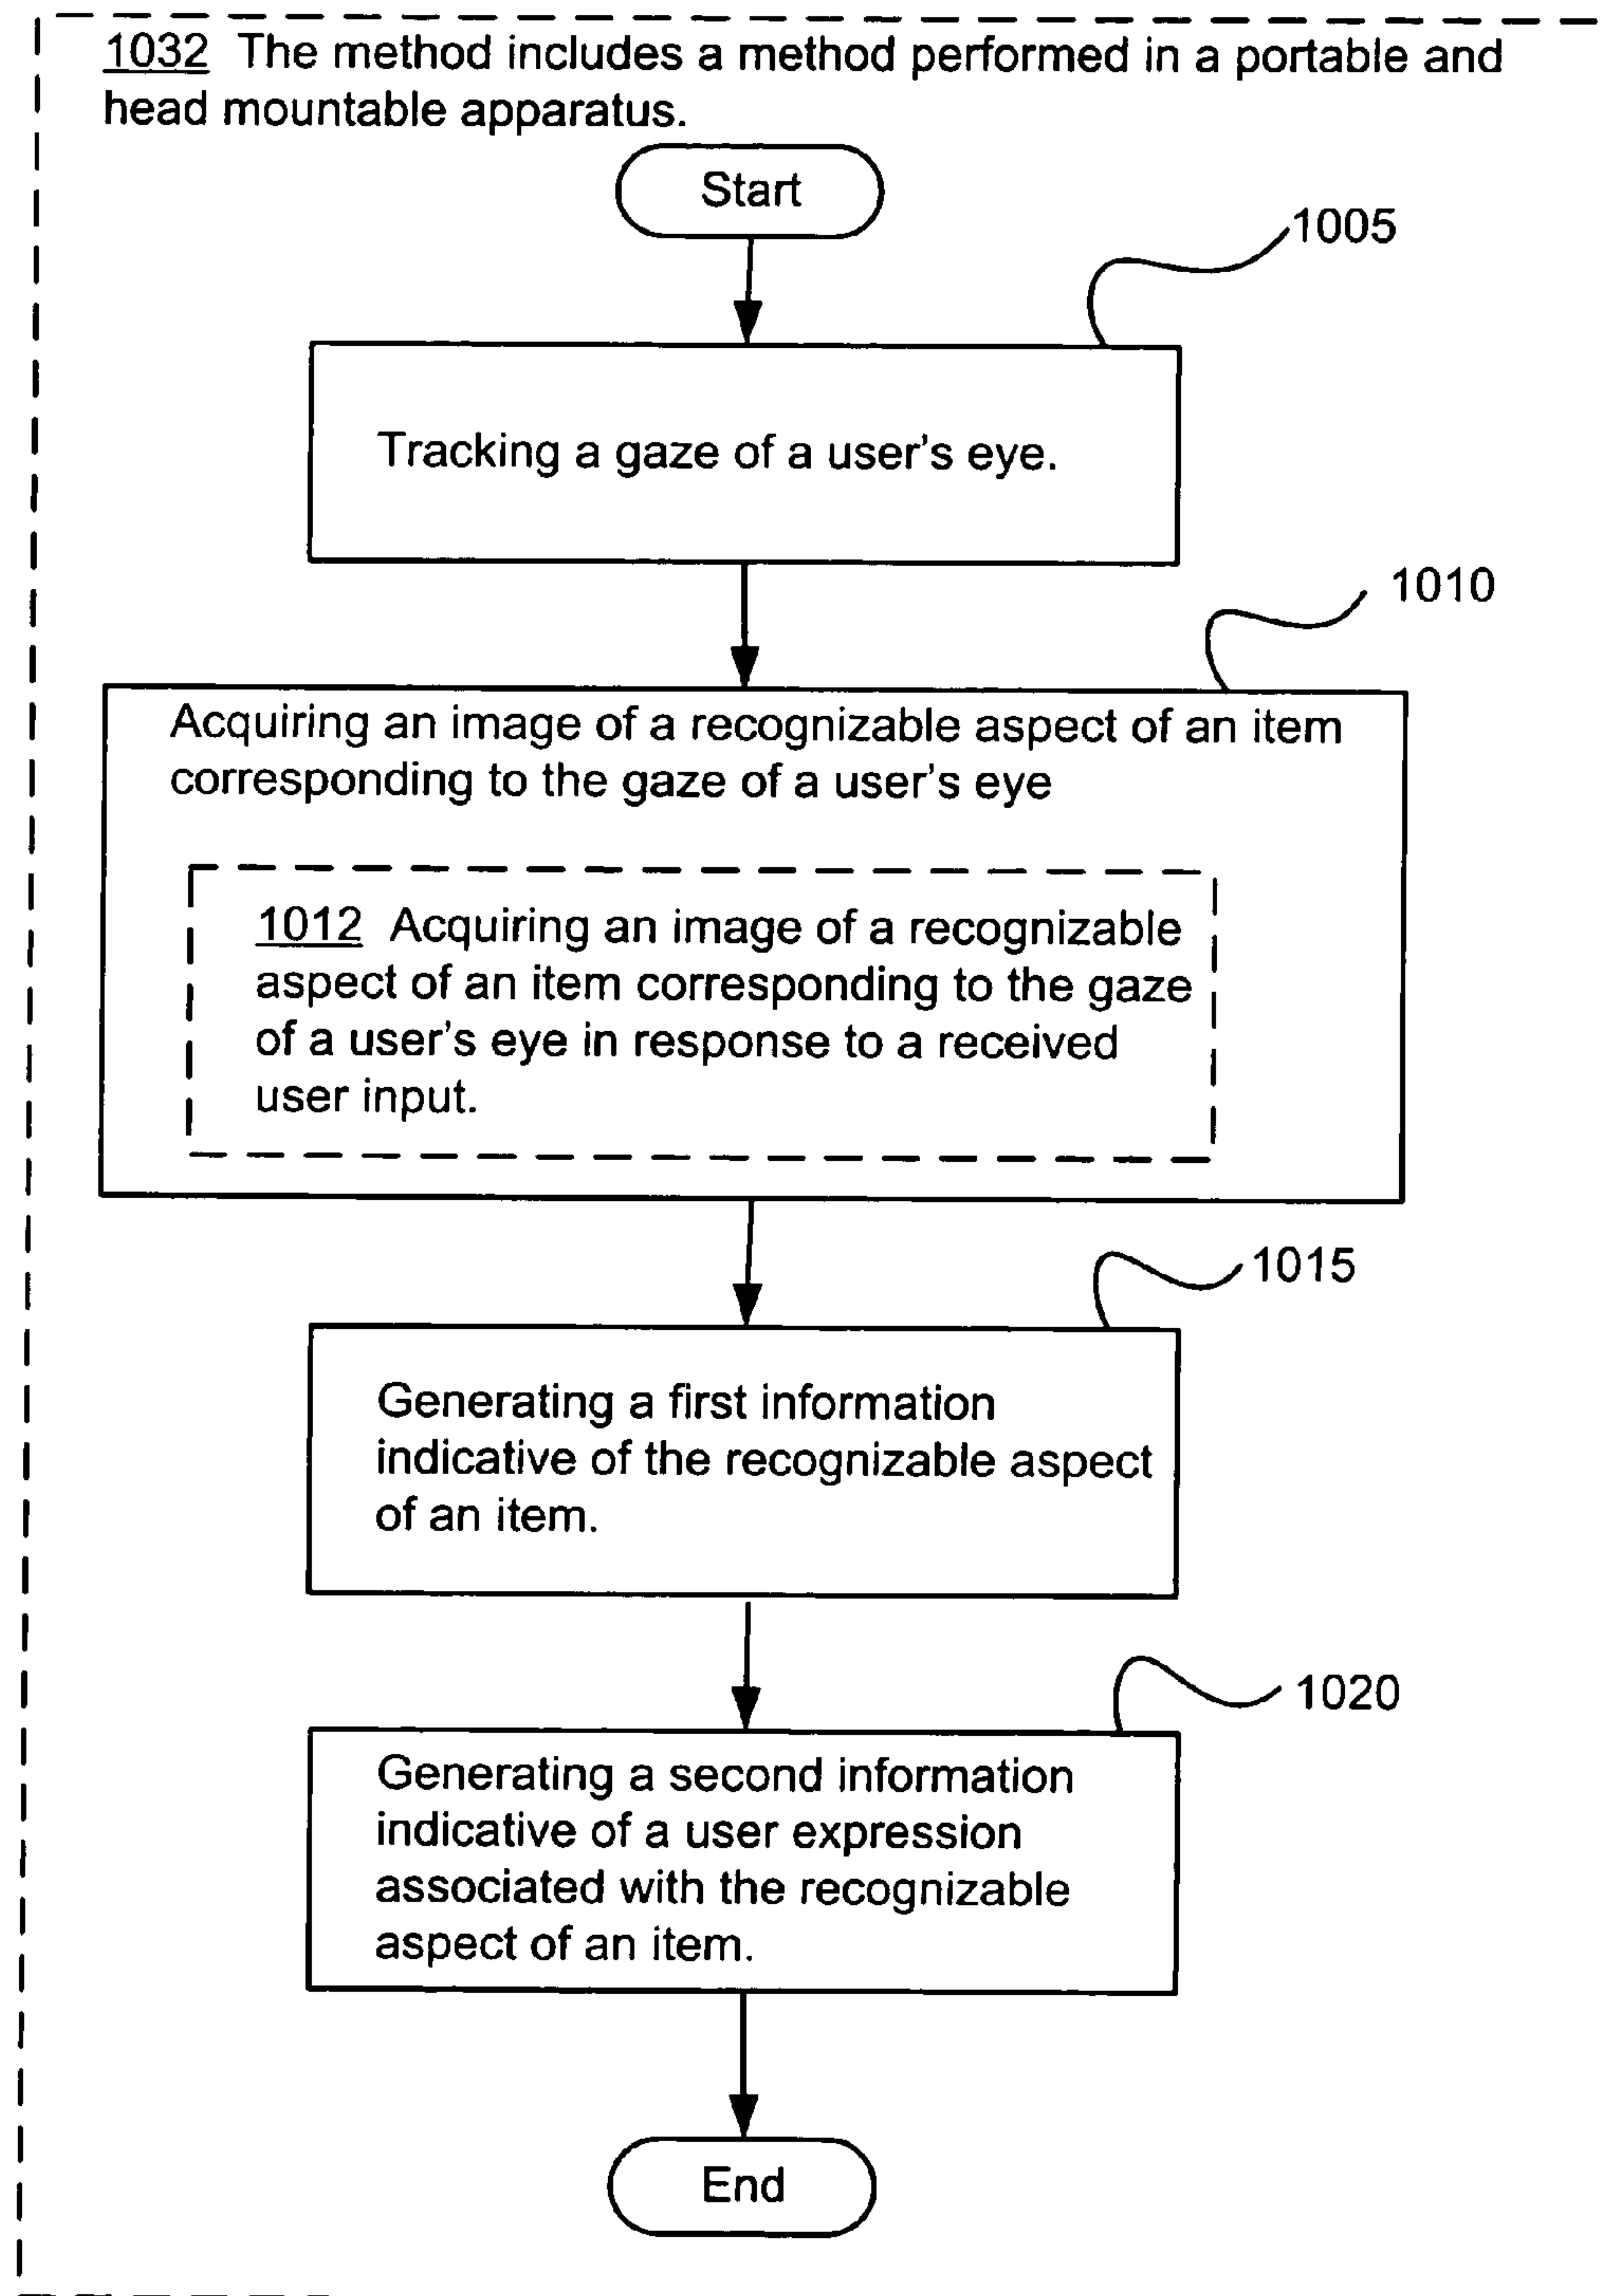 1032 The method includes a method performed in a portable and
head mountable apparatus.
Start
1005
Tracking a gaze of a user's eye.
1010
Acquiring an image of a recognizable aspect of an item
corresponding to the gaze of a user's eye
1012 Acquiring an image of a recognizable
aspect of an item corresponding to the gaze
of a user's eye in response to a received
user input.
1015
Generating a first information
indicative of the recognizable aspect
of an item.
1020
Generating a second information
indicative of a user expression
associated with the recognizable
aspect of an item.
End